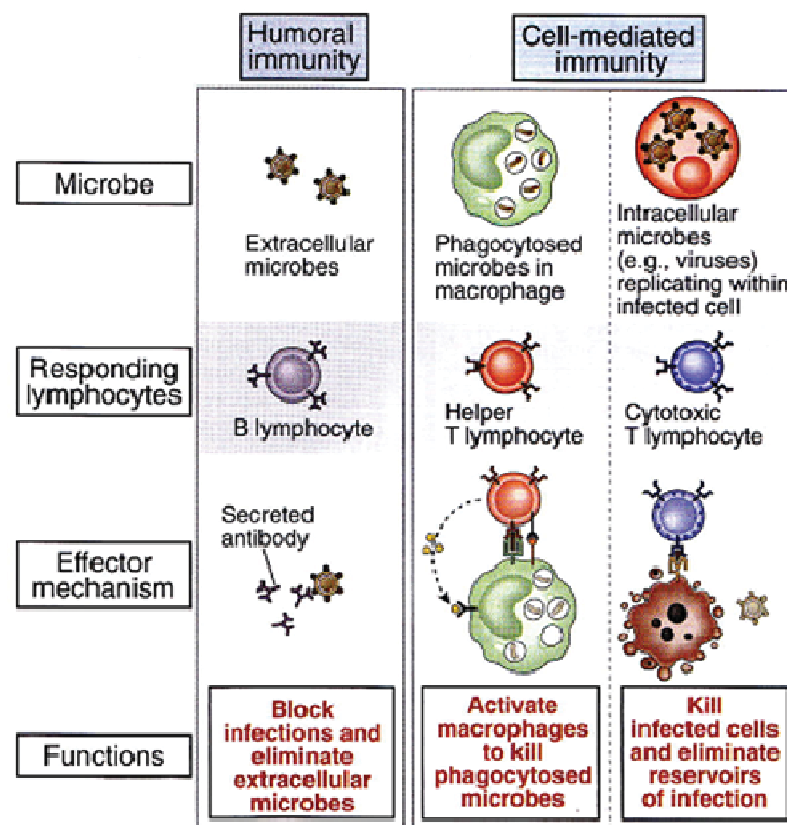 Humoral
immunity
Cell-mediated
immunity
Microbe
Extracellular
microbes
Phagocytosed
microbes in
macrophage
Intracellular
microbes
(e.g., viruses)
replicating within
infected cell
Responding
lymphocytes
B lymphocyte
Helper
T lymphocyte
Cytotoxic
T lymphocyte
Effector
mechanism
Secreted
antibody
Functions
Block
infections and
eliminate
extracellular
microbes
Activate
macrophages
to kill
phagocytosed
microbes
Kill
infected cells
and eliminate
reservoirs
of infection